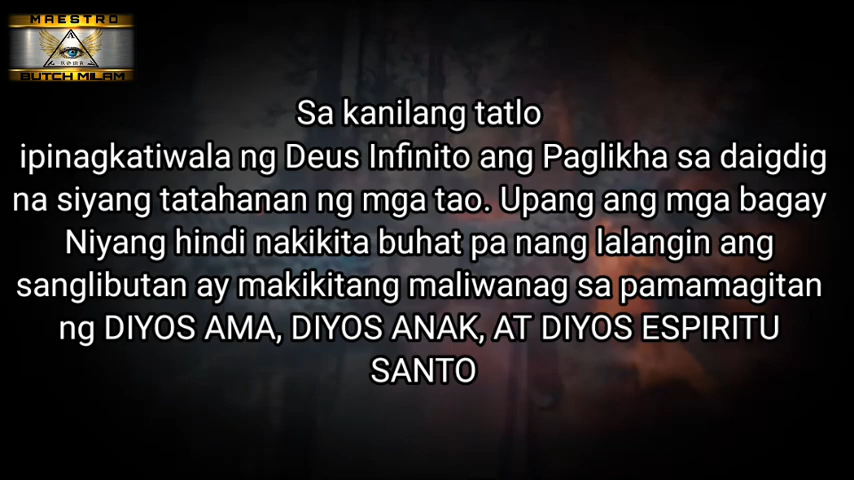 MAESTRO
ROMA
BUTCH MILAM
Sa kanilang tatlo
ipinagkatiwala ng Deus Infinito ang Paglikha sa daigdig
na siyang tatahanan ng mga tao. Upang ang mga bagay
Niyang hindi nakikita buhat pa nang lalangin ang
sanglibutan ay makikitang maliwanag sa pamamagitan
ng DIYOS AMA, DIYOS ANAK, AT DIYOS ESPIRITU
SANTO